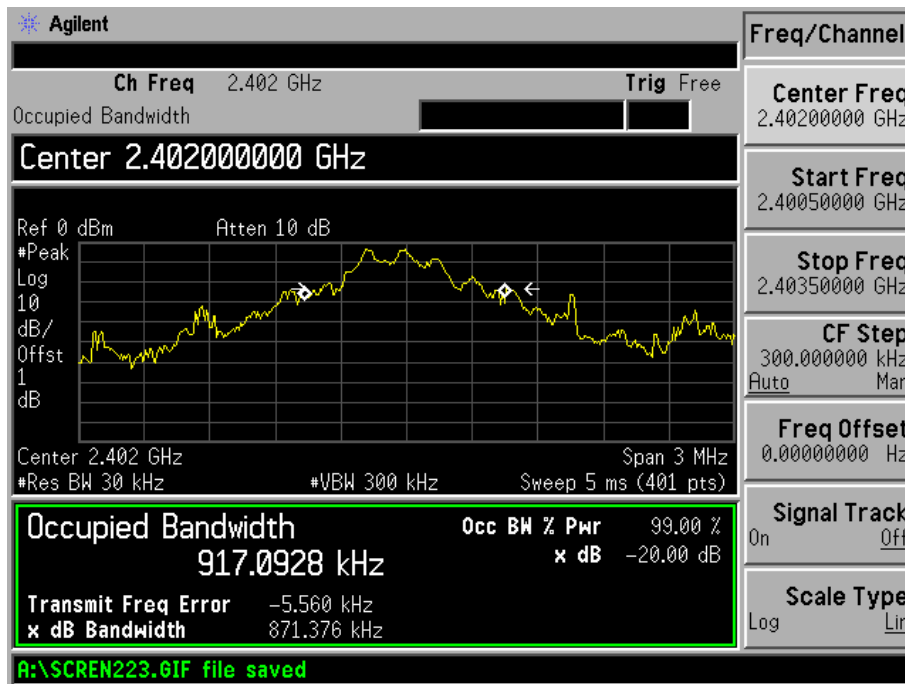 Agilent
Ch Freq 2.402 GHz Trig Free
Occupied Bandwidth
Center 2.402000000 GHz
Ref 0 dBm Atten 10 dB
#Peak
Log
10
dB/
Offst
1
dB
Center 2.402 GHz Span 3 MHz
#Res BW 30 kHz #VBW 300 kHz Sweep 5 ms (401 pts)
Occupied Bandwidth
917.0928 kHz
Occ BW % Pwr 99.00 %
x dB -20.00 dB
Transmit Freq Error -5.560 kHz
x dB Bandwidth 871.376 kHz
A:\SCREN223.GIF file saved
Freq/Channel
Center Freq
2.40200000 GHz
Start Freq
2.40050000 GHz
Stop Freq
2.40350000 GHz
CF Step
300.000000 kHz
Auto Man
Freq Offset
0.00000000 Hz
Signal Track
On Off
Scale Type
Log Lin